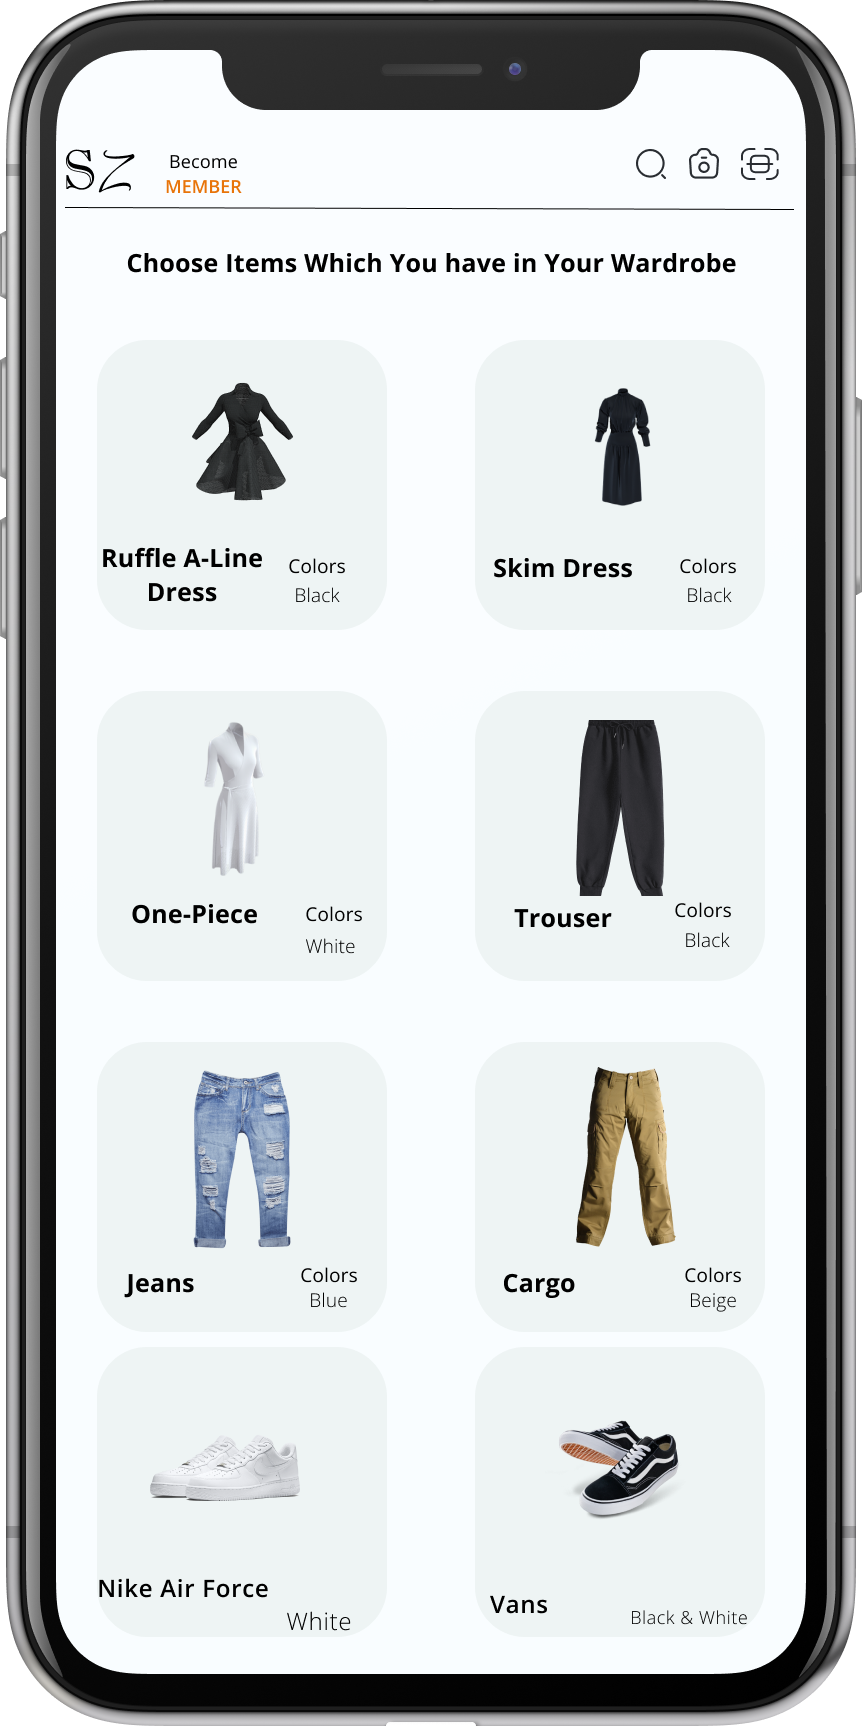 SZ
Become
MEMBER
Choose Items Which You have in Your Wardrobe
Ruffle A-Line
Dress
Colors
Black
Skim Dress
Colors
Black
One-Piece
Colors
White
Trouser
Colors
Black
Jeans
Colors
Blue
Cargo
Colors
Beige
Nike Air Force
White
Vans
Black & White